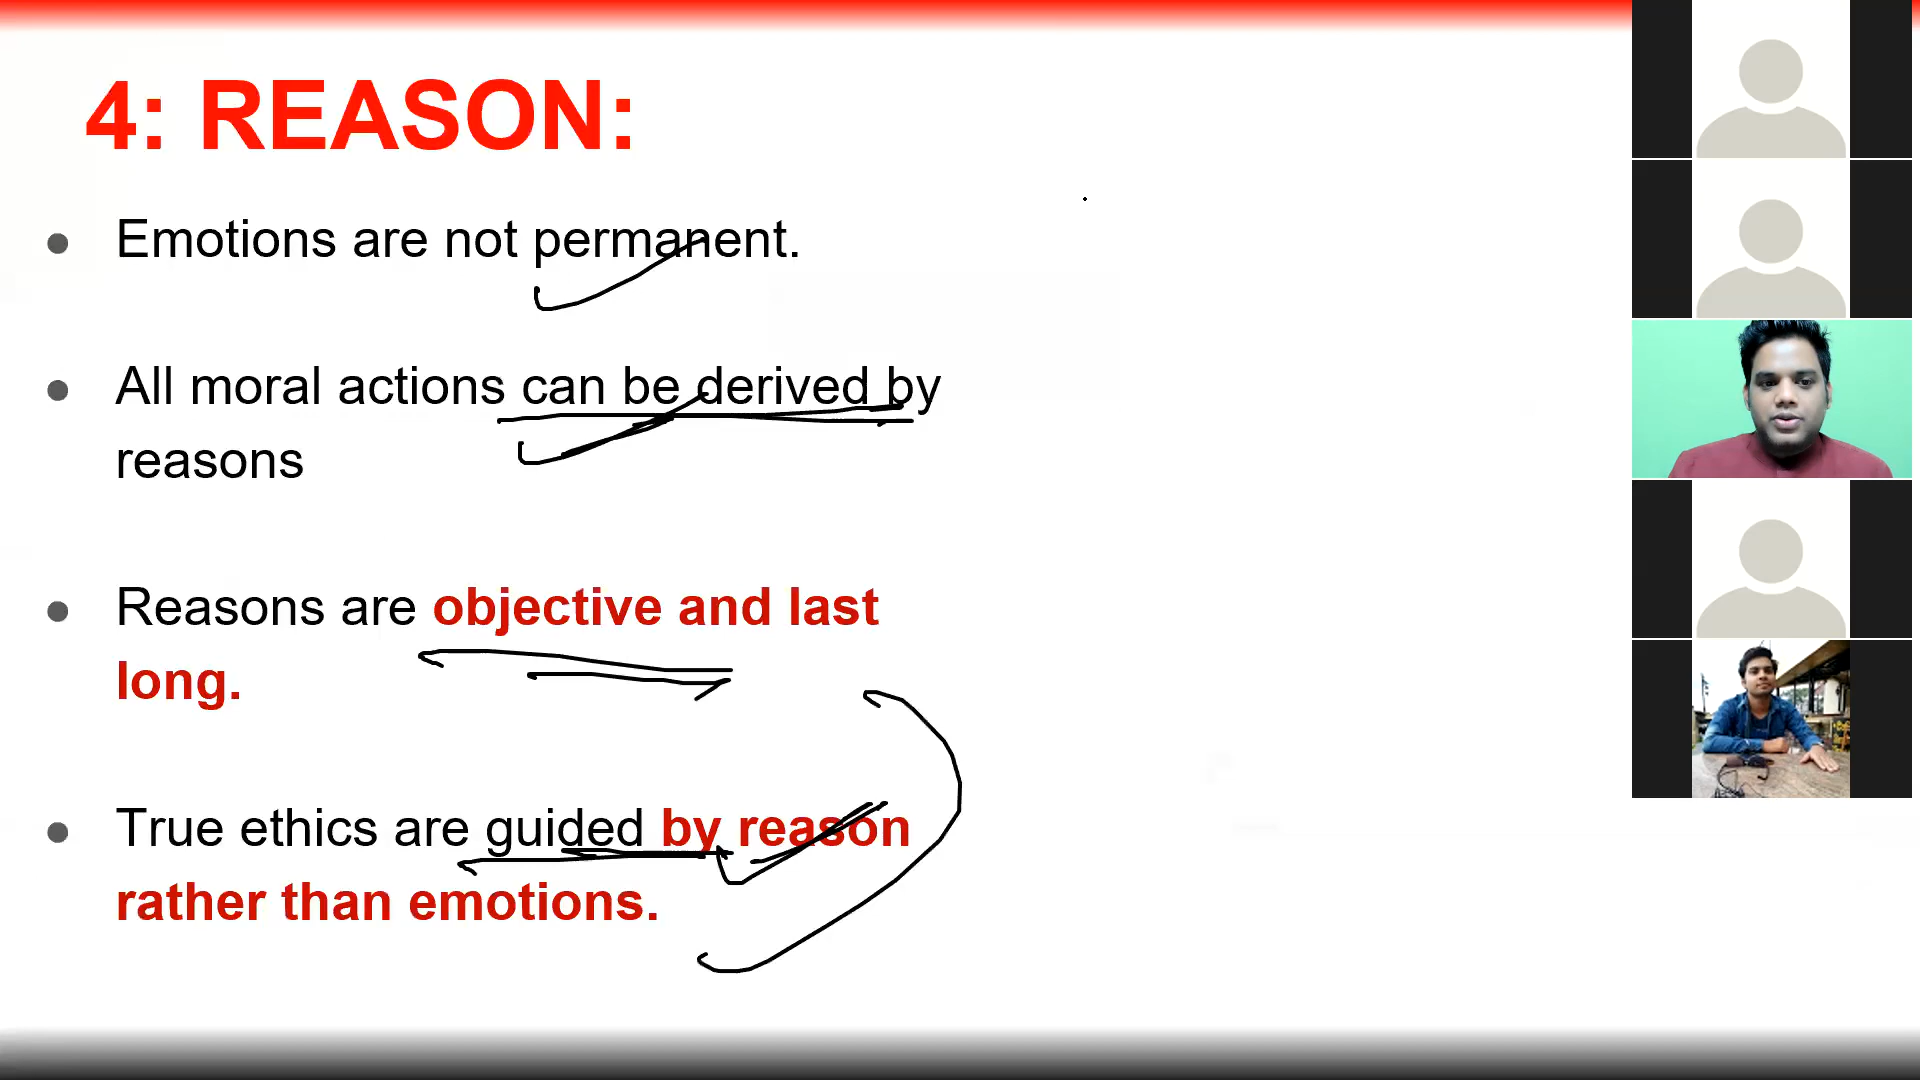 4: REASON:
Emotions are not permanent.
All moral actions can be derived by
reasons
Reasons are objective and last
long.
True ethics are guided by reason
rather than emotions.